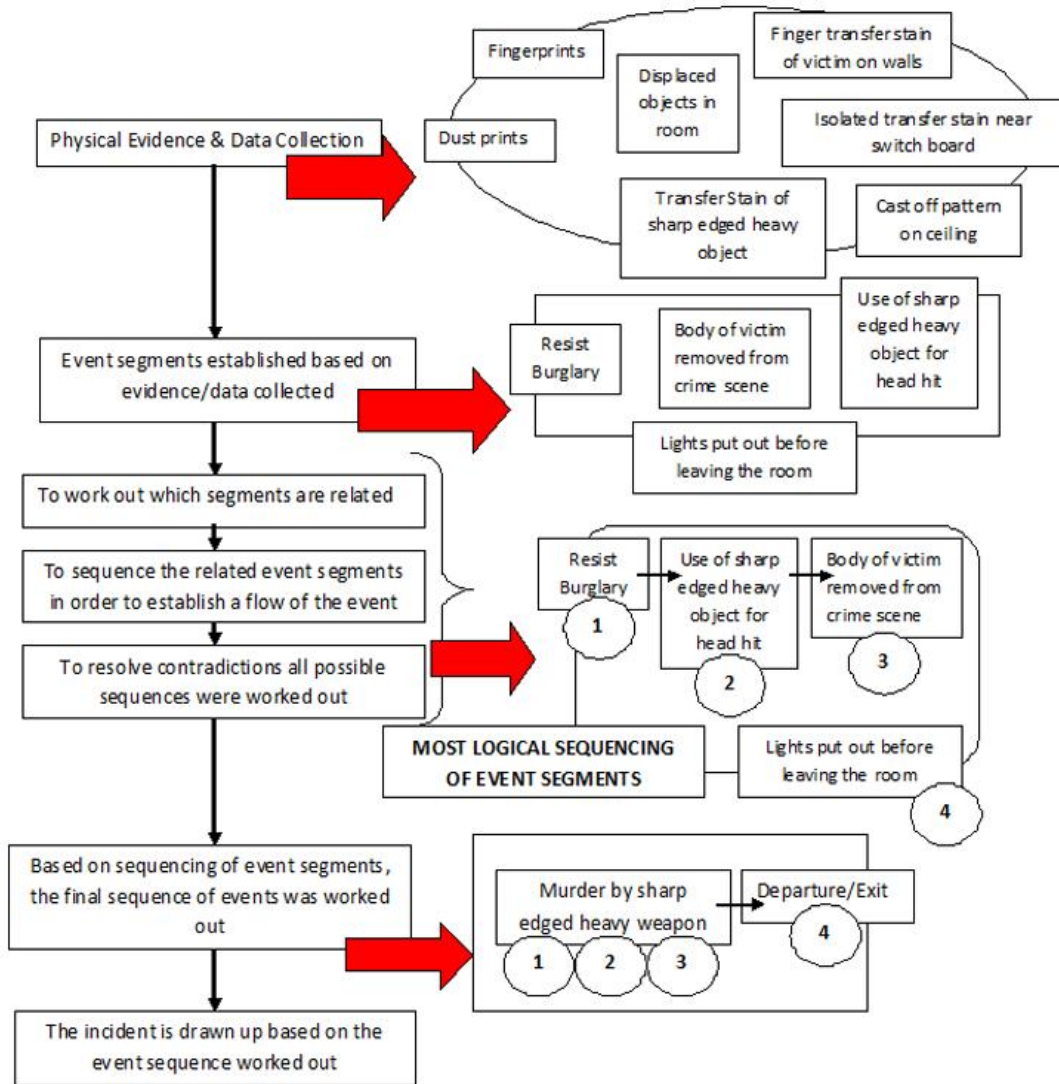 Fingerprints
Finger transfer stain
of victim on walls
Displaced
objects in
room
Physical Evidence & Data Collection
Dust prints
Isolated transfer stain near
switch board
Transfer Stain of
sharp edged heavy
object
Cast off pattern
on ceiling
Event segments established based on
evidence/data collected
Resist
Burglary
Body of victim
removed from
crime scene
Use of sharp
edged heavy
object for
head hit
Lights put out before
leaving the room
To work out which segments are related
To sequence the related event segments
in order to establish a flow of the event
To resolve contradictions all possible
sequences were worked out
Resist
Burglary
1
Use of sharp
edged heavy
object for
head hit
2
Body of victim
removed from
crime scene
3
MOST LOGICAL SEQUENCING
OF EVENT SEGMENTS
Lights put out before
leaving the room
4
Based on sequencing of event segments,
the final sequence of events was worked
out
Murder by sharp
edged heavy weapon
1
2
3
Departure/Exit
4
The incident is drawn up based on the
event sequence worked out